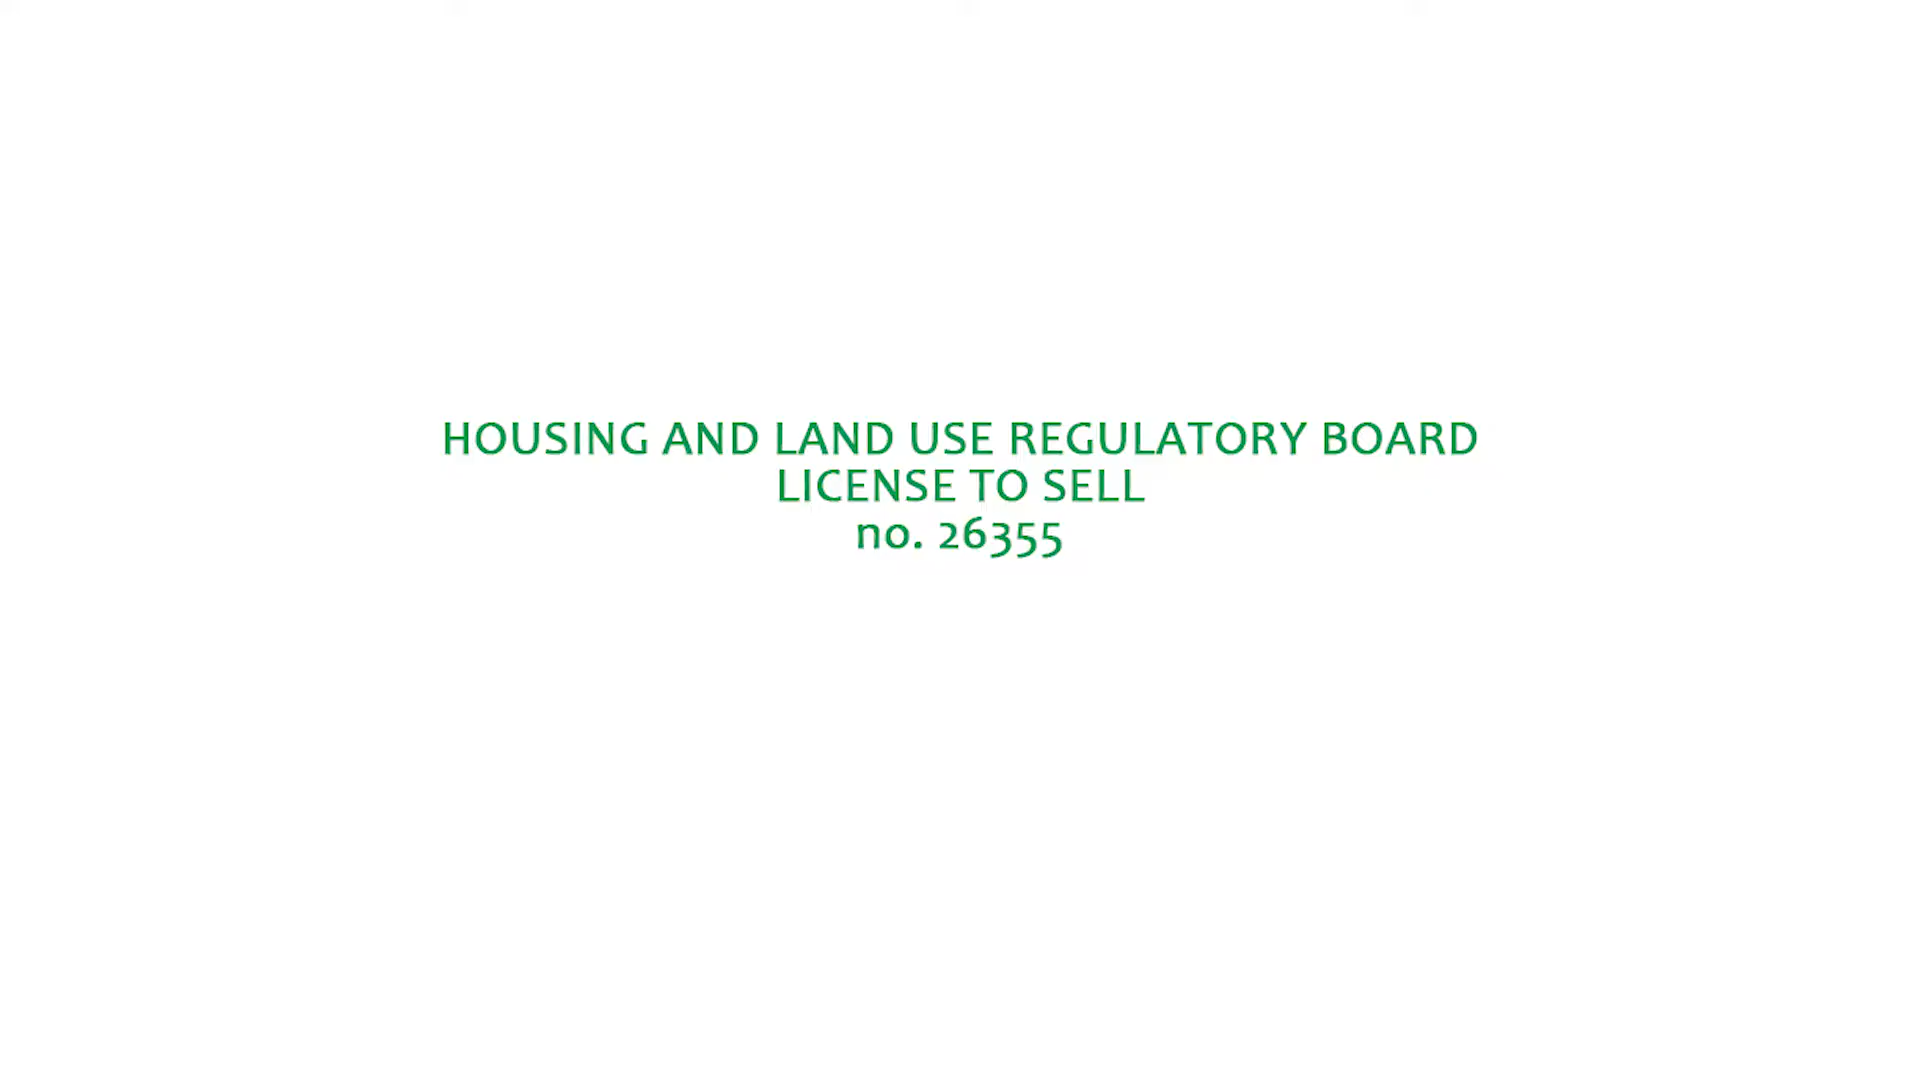 HOUSING AND LAND USE REGULATORY BOARD
LICENSE TO SELL
no. 26355